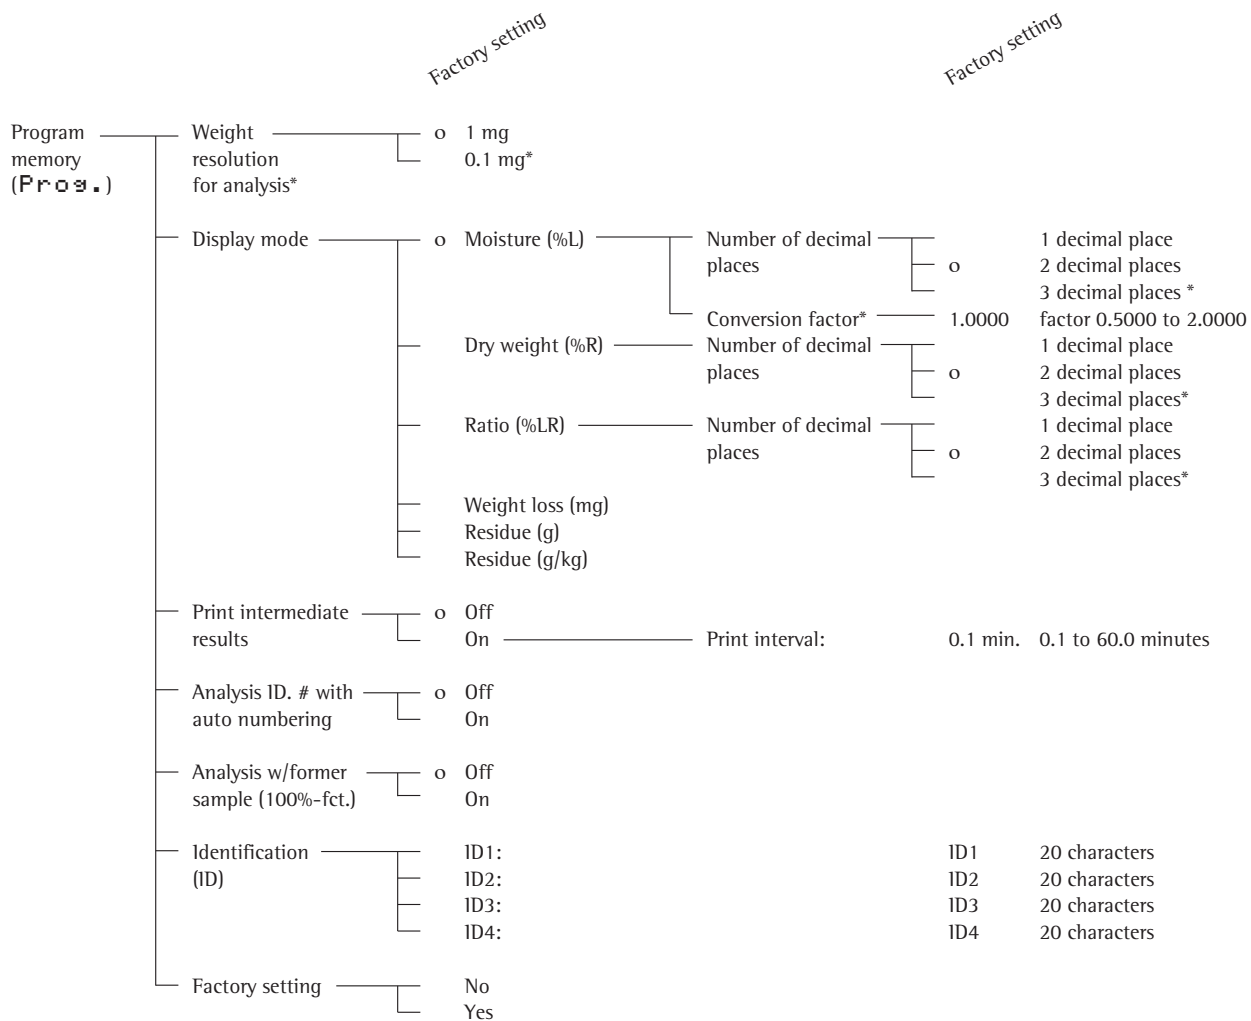 Factory setting Factory setting
Program Weight o 1 mg
memory resolution 0.1 mg*
(Prog.) for analysis*
Display mode o Moisture (%L) Number of decimal 1 decimal place
places o 2 decimal places
3 decimal places *
Conversion factor* 1.0000 factor 0.5000 to 2.0000
Dry weight (%R) Number of decimal 1 decimal place
places o 2 decimal places
3 decimal places*
Ratio (%LR) Number of decimal 1 decimal place
places o 2 decimal places
3 decimal places*
Weight loss (mg)
Residue (g)
Residue (g/kg)
Print intermediate o Off
results On Print interval: 0.1 min. 0.1 to 60.0 minutes
Analysis ID. # with o Off
auto numbering On
Analysis w/former o Off
sample (100%-fct.) On
Identification ID1: ID1 20 characters
(ID) ID2: ID2 20 characters
ID3: ID3 20 characters
ID4: ID4 20 characters
Factory setting No
Yes